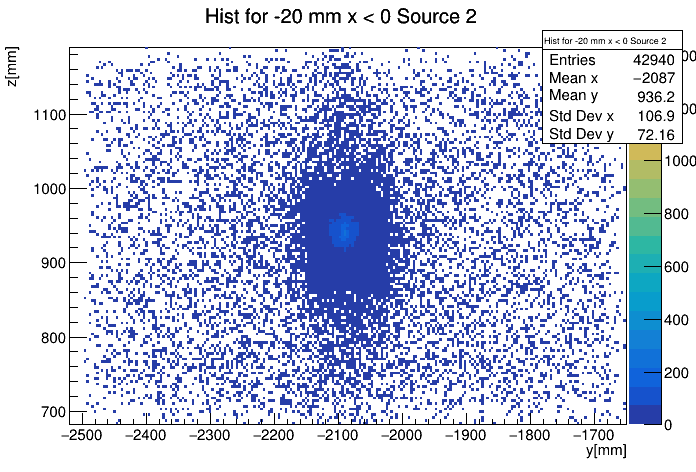 Hist for -20 mm x < 0 Source 2
z[mm]
Hist for -20 mm x < 0 Source 2
Entries 42940
Mean x −2087
Mean y 936.2
Std Dev x 106.9
Std Dev y 72.16
1100
1000
900
800
700
1000
800
600
400
200
0
−2500 −2400 −2300 −2200 −2100 −2000 −1900 −1800 −1700
y[mm]